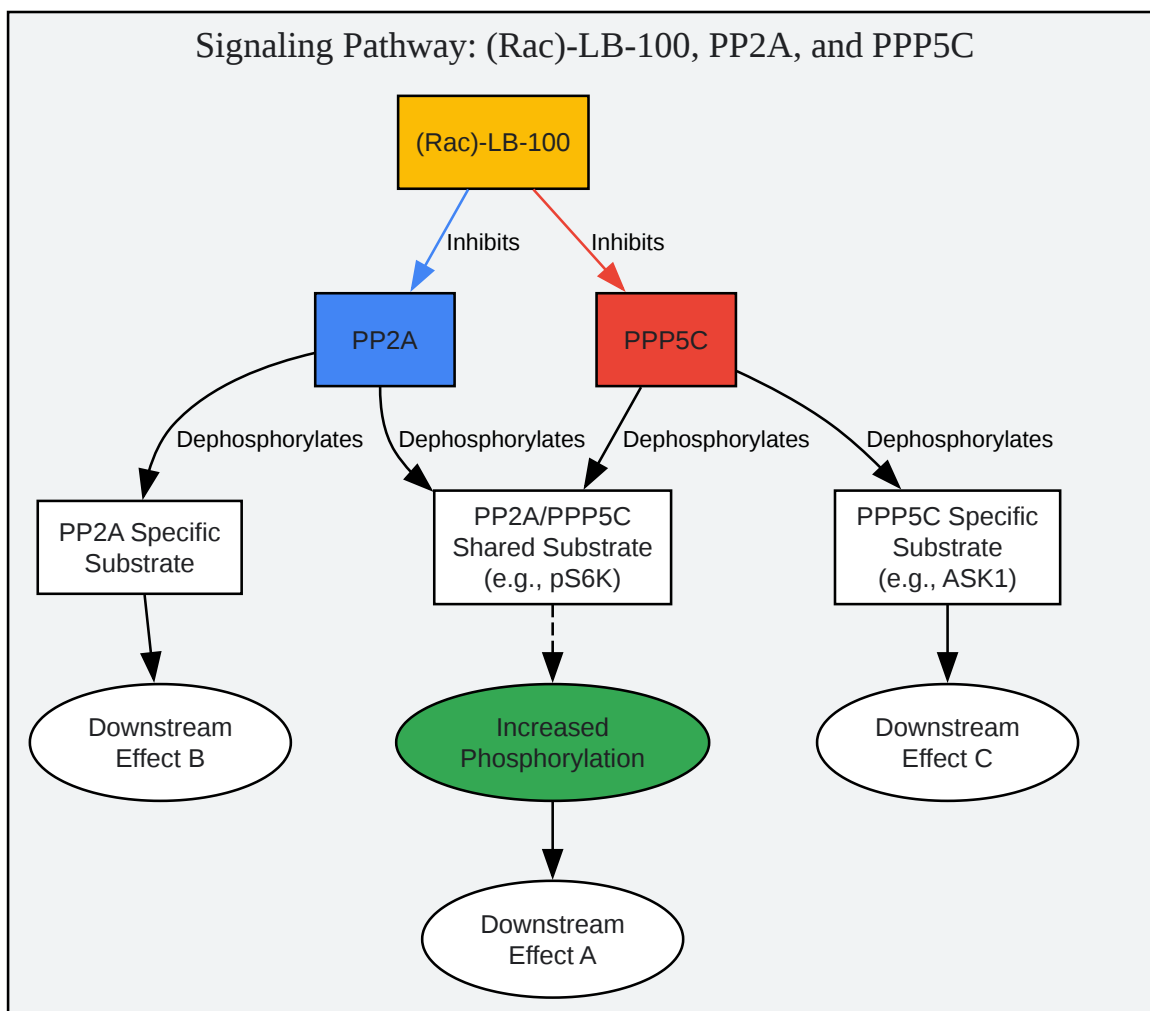 Signaling Pathway: (Rac)-LB-100, PP2A, and PPP5C
(Rac)-LB-100
Inhibits
Inhibits
PP2A
PPP5C
Dephosphorylates
Dephosphorylates
Dephosphorylates
Dephosphorylates
PP2A Specific
Substrate
PP2A/PPP5C
Shared Substrate
(e.g., pS6K)
PPP5C Specific
Substrate
(e.g., ASK1)
Downstream
Effect B
Increased
Phosphorylation
Downstream
Effect C
Downstream
Effect A